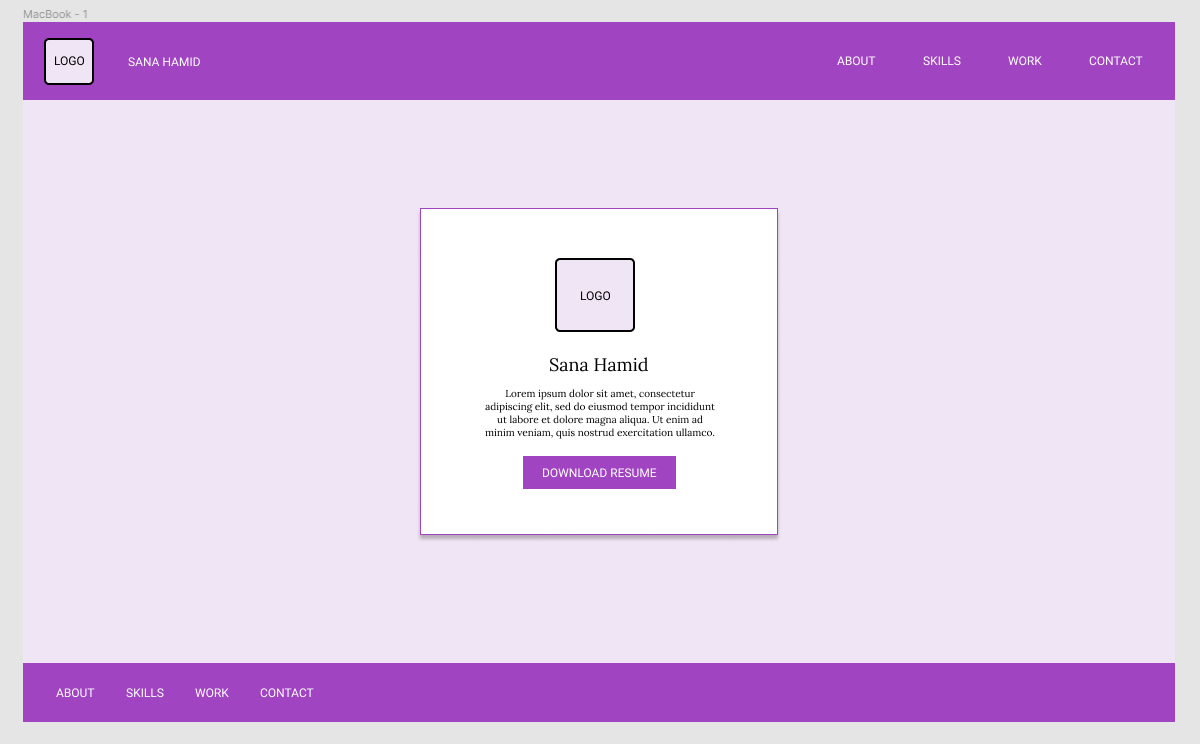 MacBook - 1
LOGO
SANA HAMID
ABOUT
SKILLS
WORK
CONTACT
LOGO
Sana Hamid
Lorem ipsum dolor sit amet, consectetur
adipiscing elit, sed do eiusmod tempor incididunt
ut labore et dolore magna aliqua. Ut enim ad
minim veniam, quis nostrud exercitation ullamco.
DOWNLOAD RESUME
ABOUT
SKILLS
WORK
CONTACT